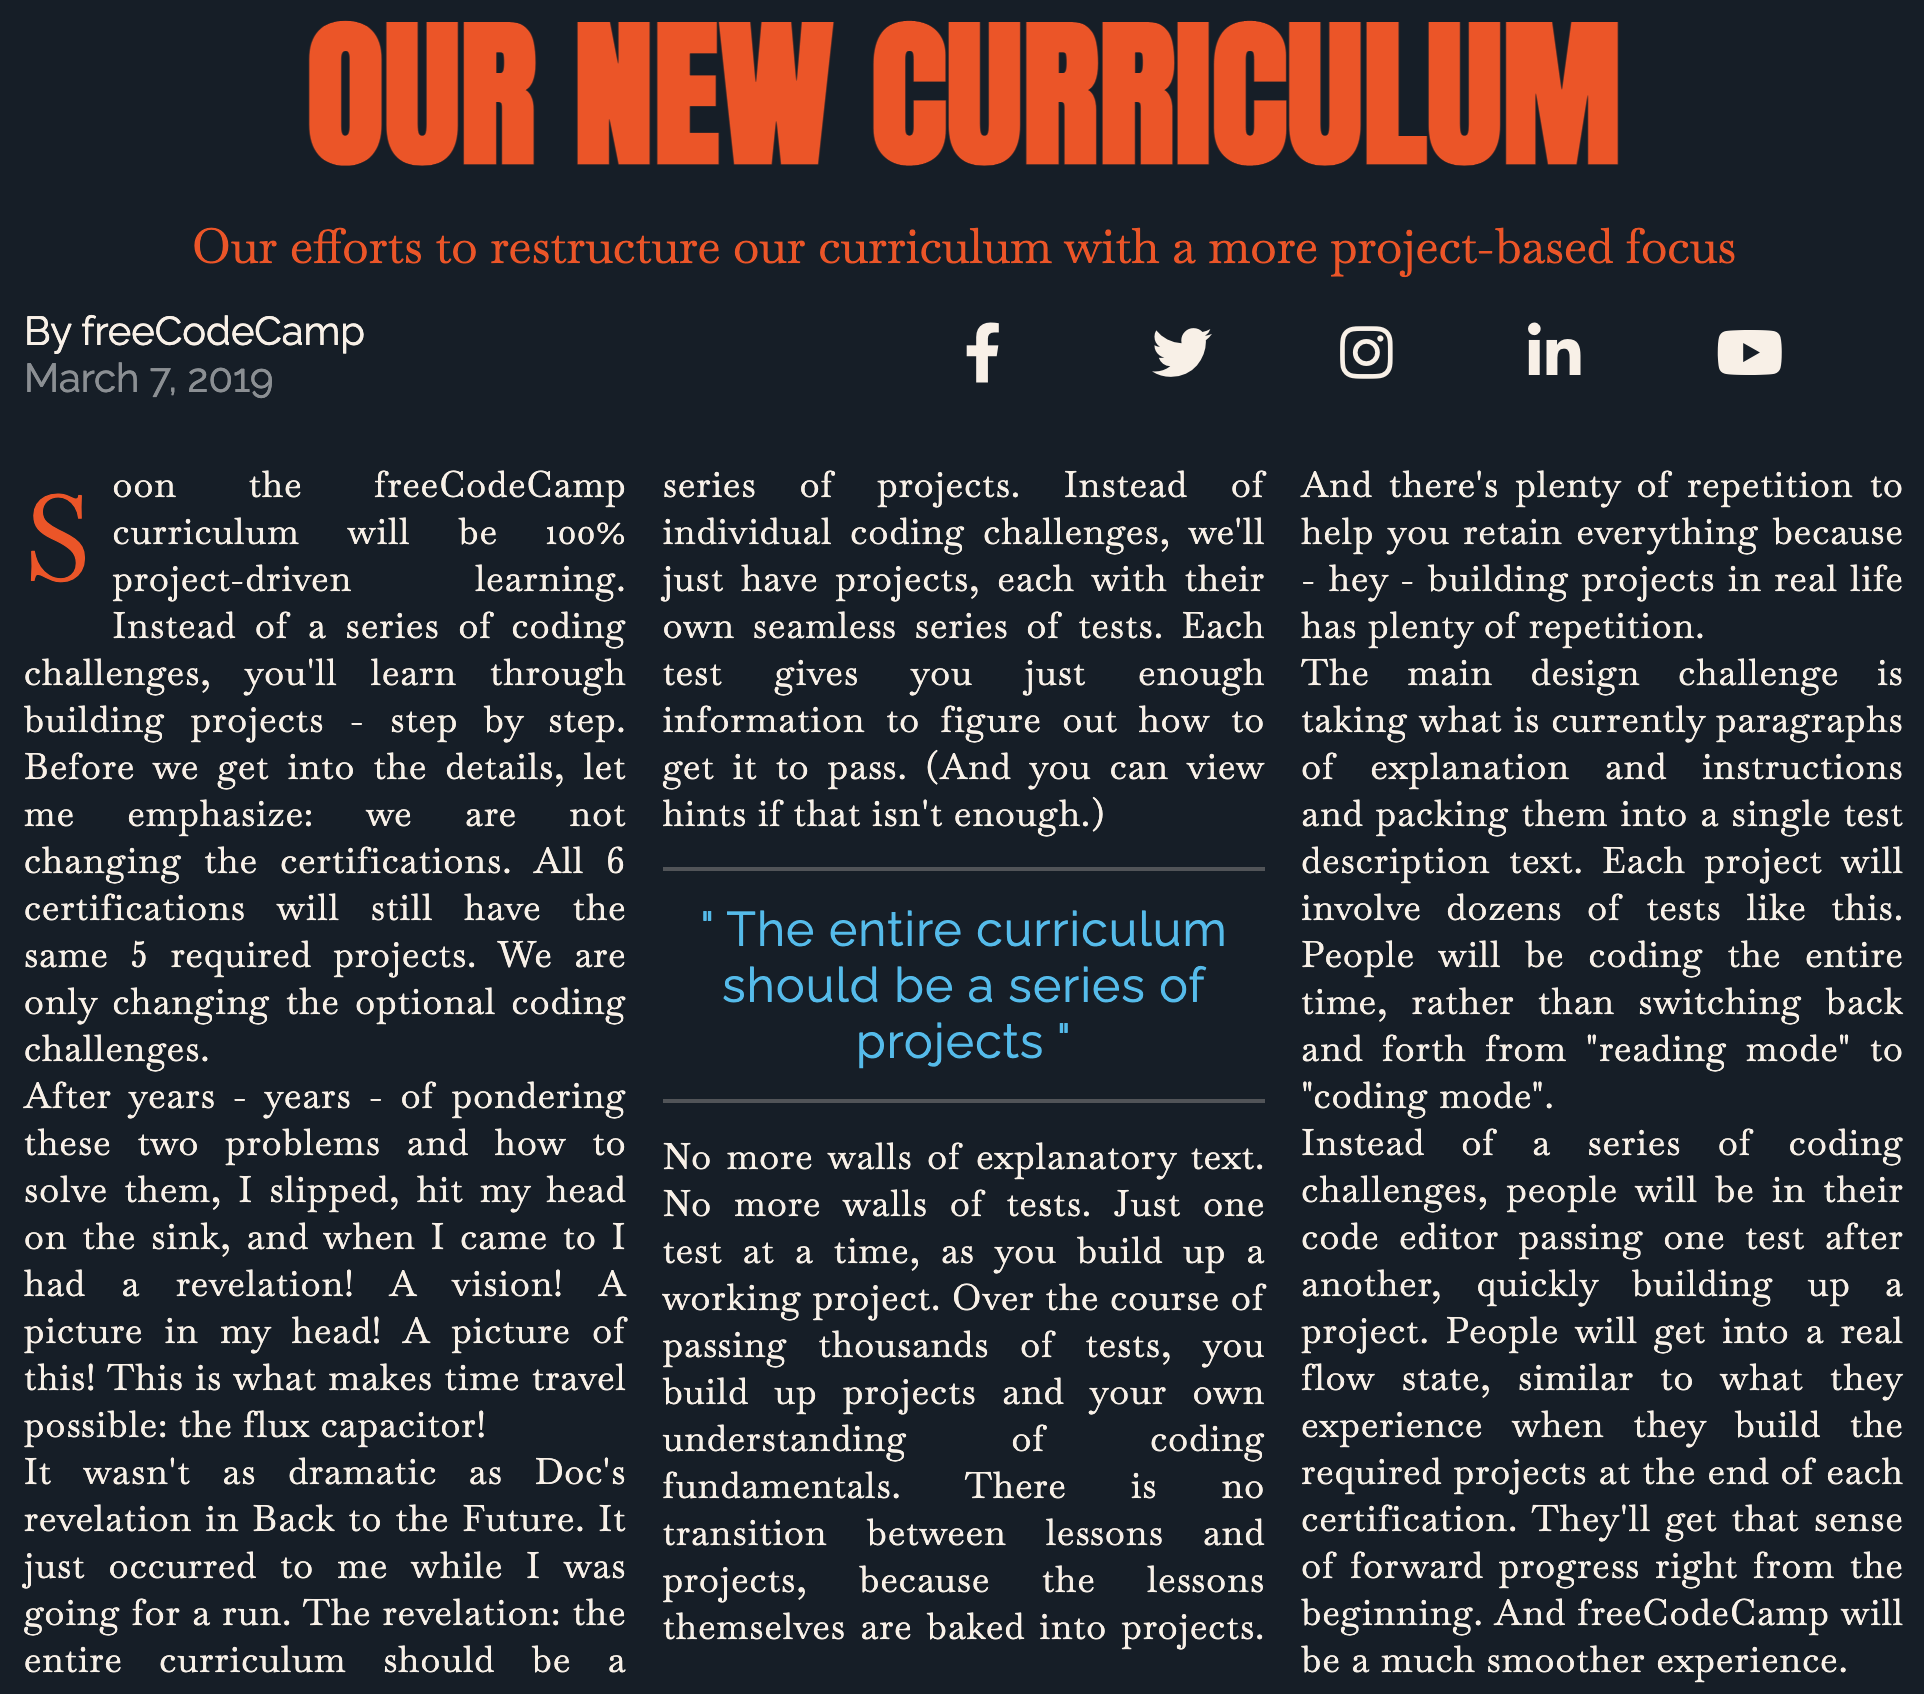 OUR NEW CURRICULUM
Our efforts to restructure our curriculum with a more project-based focus
By freeCodeCamp
March 7, 2019
Soon the freeCodeCamp
curriculum will be 100%
project-driven learning.
Instead of a series of coding
challenges, you'll learn through
building projects - step by step.
Before we get into the details, let
me emphasize: we are not
changing the certifications. All 6
certifications will still have the
same 5 required projects. We are
only changing the optional coding
challenges.
After years - years - of pondering
these two problems and how to
solve them, I slipped, hit my head
on the sink, and when I came to I
had a revelation! A vision! A
picture in my head! A picture of
this! This is what makes time travel
possible: the flux capacitor!
It wasn't as dramatic as Doc's
revelation in Back to the Future. It
just occurred to me while I was
going for a run. The revelation: the
entire curriculum should be a
series of projects. Instead of
individual coding challenges, we'll
just have projects, each with their
own seamless series of tests. Each
test gives you just enough
information to figure out how to
get it to pass. (And you can view
hints if that isn't enough.)
" The entire curriculum
should be a series of
projects "
No more walls of explanatory text.
No more walls of tests. Just one
test at a time, as you build up a
working project. Over the course of
passing thousands of tests, you
build up projects and your own
understanding of coding
fundamentals. There is no
transition between lessons and
projects, because the lessons
themselves are baked into projects.
And there's plenty of repetition to
help you retain everything because
- hey - building projects in real life
has plenty of repetition.
The main design challenge is
taking what is currently paragraphs
of explanation and instructions
and packing them into a single test
description text. Each project will
involve dozens of tests like this.
People will be coding the entire
time, rather than switching back
and forth from "reading mode" to
"coding mode".
Instead of a series of coding
challenges, people will be in their
code editor passing one test after
another, quickly building up a
project. People will get into a real
flow state, similar to what they
experience when they build the
required projects at the end of each
certification. They'll get that sense
of forward progress right from the
beginning. And freeCodeCamp will
be a much smoother experience.